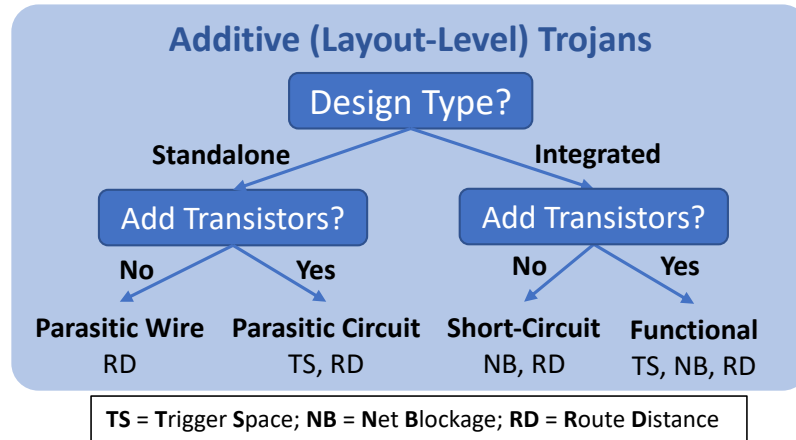 Additive (Layout-Level) Trojans
Design Type?
Standalone Integrated
Add Transistors? Add Transistors?
No Yes No Yes
Parasitic Wire Parasitic Circuit Short-Circuit Functional
RD TS, RD NB, RD TS, NB, RD
TS = Trigger Space; NB = Net Blockage; RD = Route Distance